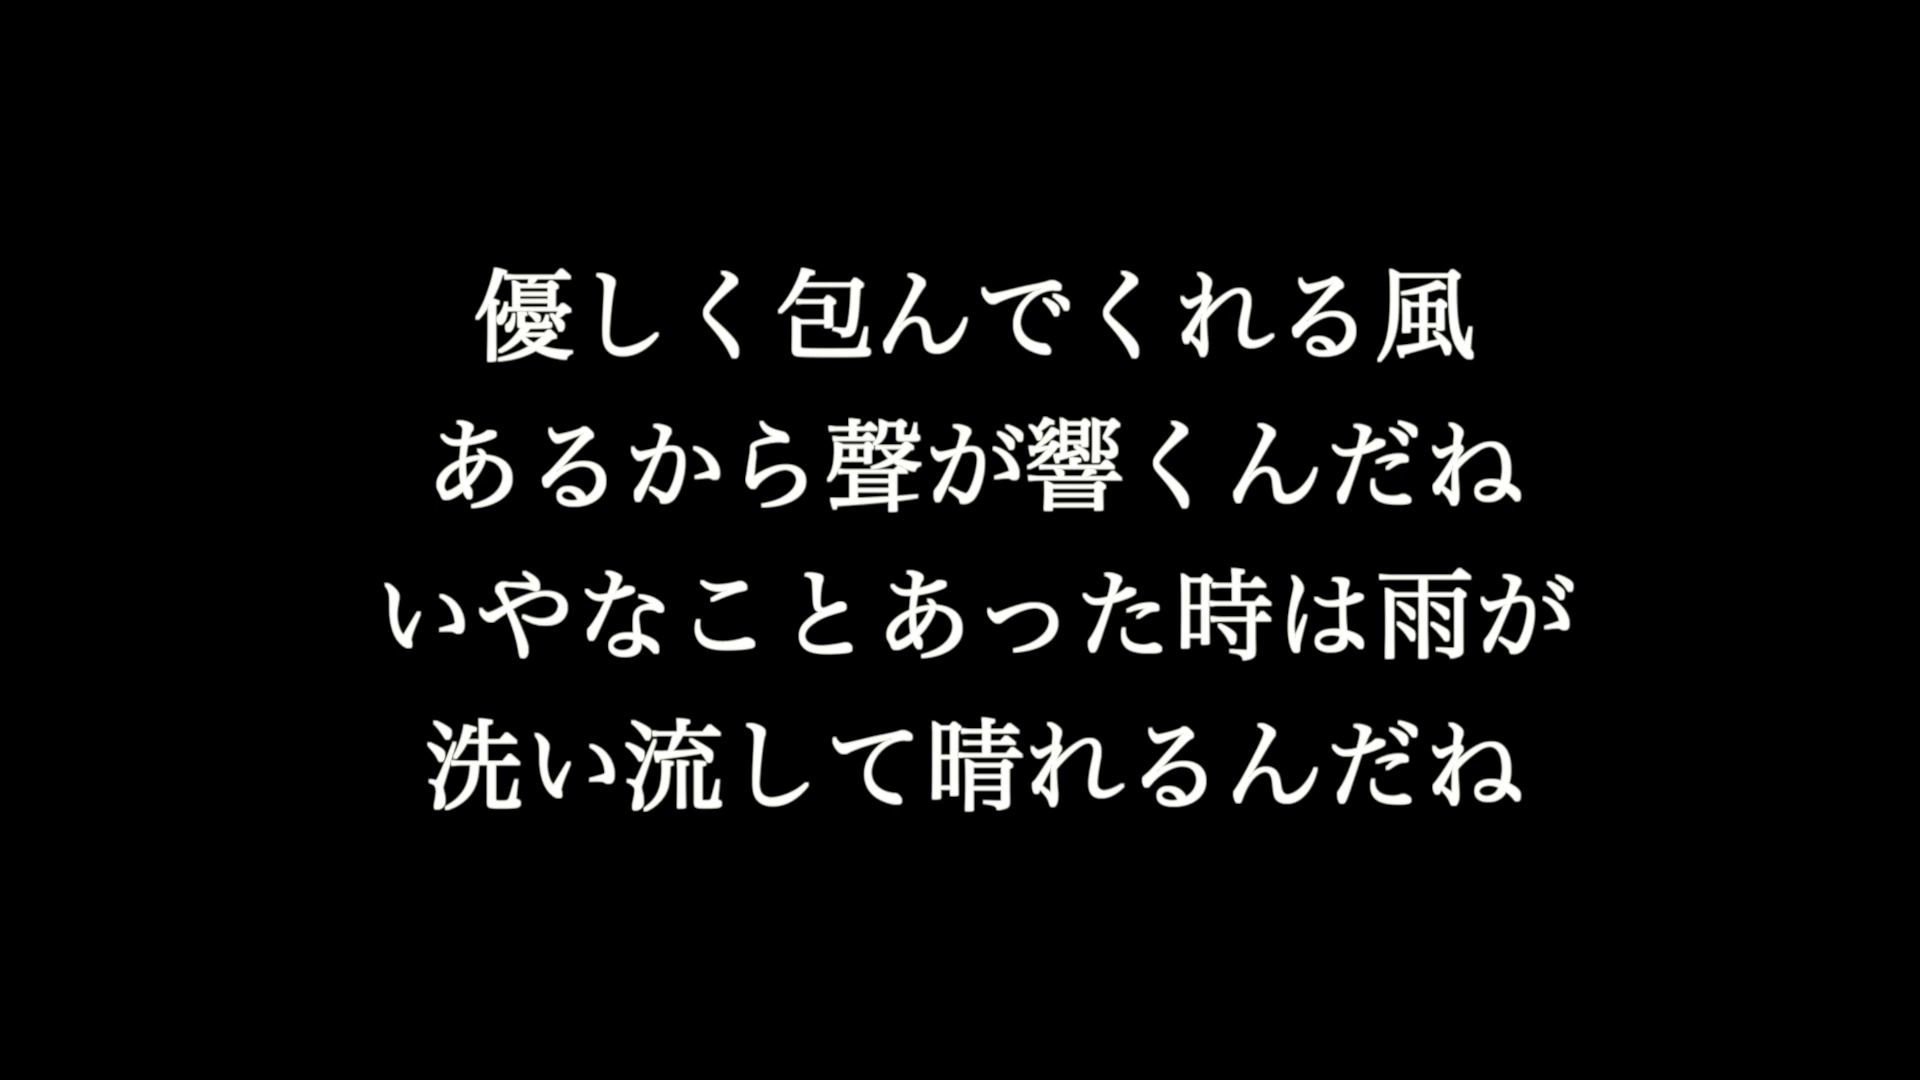 優しく包んでくれる風
あるから聲が響くんだね
いやなことあった時は雨が
洗い流して晴れるんだね